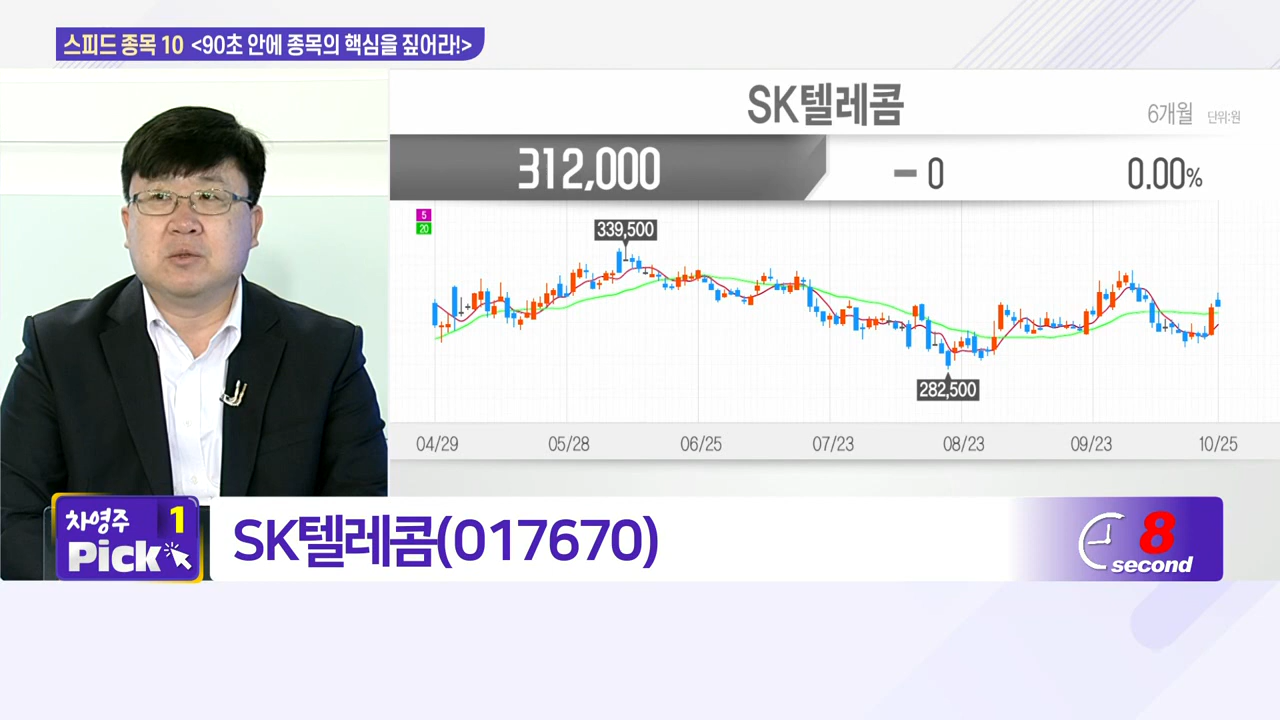 스피드 종목 10 <90초 안에 종목의 핵심을 짚어라!>
SK텔레콤
6개월 단위:원
312,000 0 0.00%
5
20
339,500
282,500
04/29 05/28 06/25 07/23 08/23 09/23 10/25
차영주 1
Pick
SK텔레콤(017670)
8
second